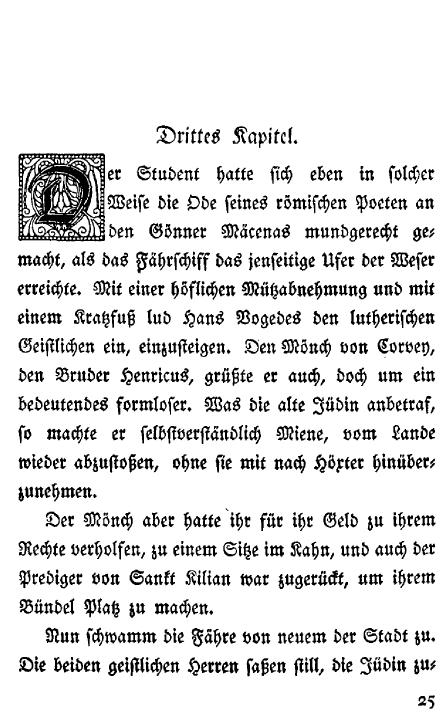 Drittes Kapitel.
Der Student hatte sich eben in solcher
Weise die Ode seines römischen Poeten an
den Gönner Mäcenas mundgerecht ge-
macht, als das Fährschiff das jenseitige Ufer der Weser
erreichte. Mit einer höflichen Mützabnehmung und mit
einem Kratzfuß lud Hans Vogedes den lutherischen
Geistlichen ein, einzusteigen. Den Mönch von Corvey,
den Bruder Henricus, grüßte er auch, doch um ein
bedeutendes formloser. Was die alte Jüdin anbetraf,
so machte er selbstverständlich Miene, vom Lande
wieder abzustoßen, ohne sie mit nach Höxter hinüber-
zunehmen.
Der Mönch aber hatte ihr für ihr Geld zu ihrem
Rechte verholfen, zu einem Sitze im Kahn, und auch der
Prediger von Sankt Kilian war zugerückt, um ihrem
Bündel Platz zu machen.
Nun schwamm die Fähre von neuem der Stadt zu.
Die beiden geistlichen Herren saßen still, die Jüdin zu-
25